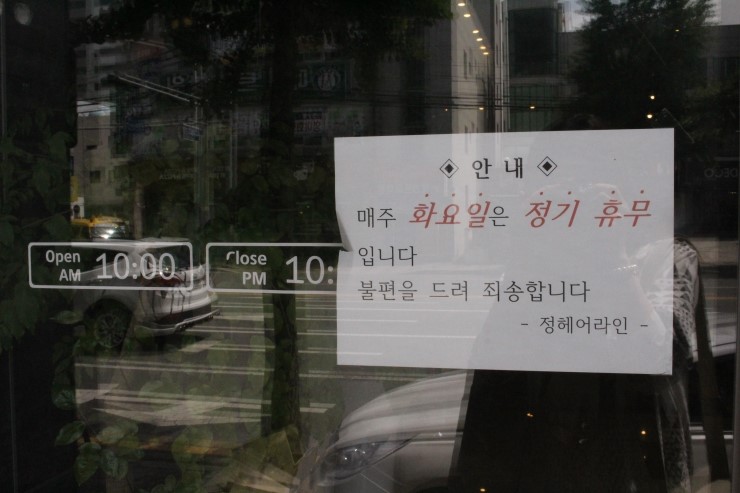 ◈ 안 내 ◈
매주 화요일은 정기 휴무
입니다
불편을 드려 죄송합니다
- 정헤어라인 -
Open AM 10:00
Close PM 10: